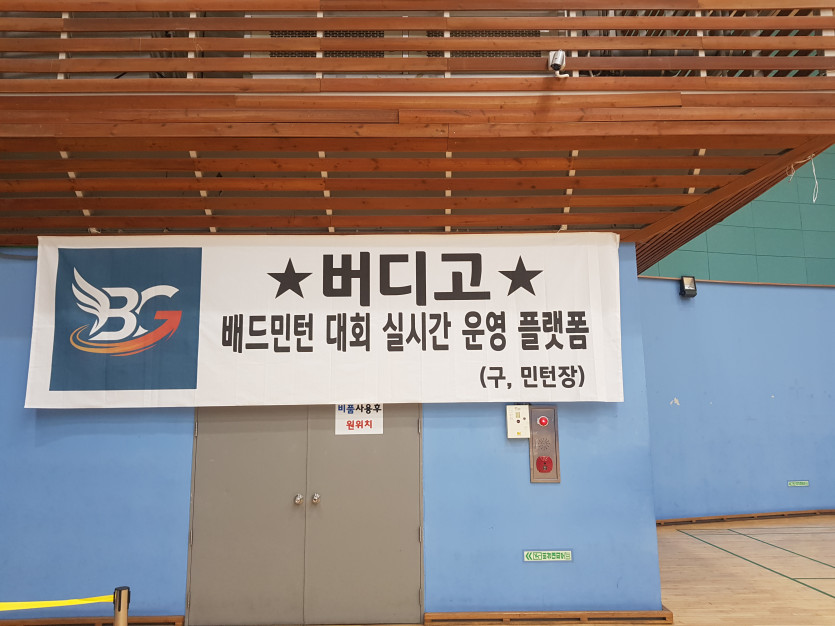 BG
★버디고★
배드민턴 대회 실시간 운영 플랫폼
(구, 민턴장)
비품사용후
원위치